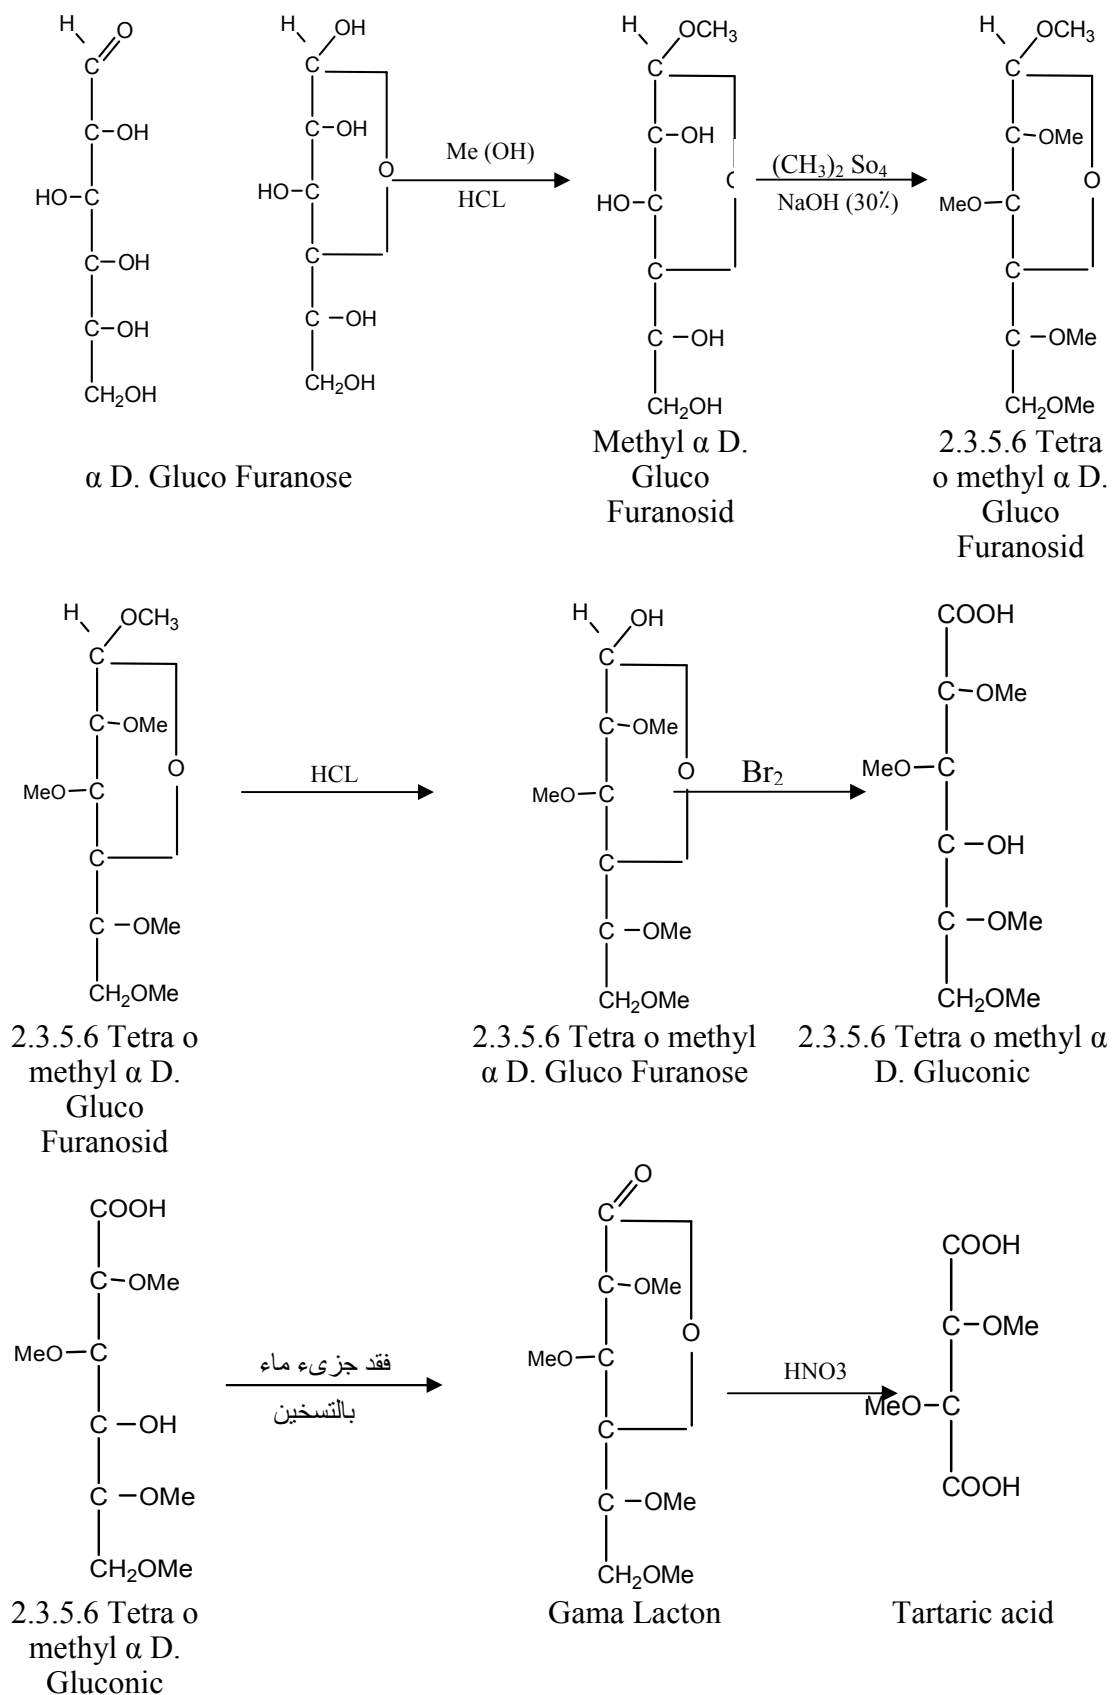 H O H OH H OCH3 H OCH3
C C C C
C-OH C-OH C-OH C-OMe
Me (OH)
HCL
(CH3)2 So4
NaOH (30٪)
HO-C HO-C O HO-C MeO-C O
C-OH C C C
C-OH C-OH C-OH C-OMe
CH2OH CH2OH CH2OH CH2OMe
α D. Gluco Furanose
Methyl α D.
Gluco
Furanosid
2.3.5.6 Tetra
o methyl α D.
Gluco
Furanosid
H OCH3 H OH COOH
C C
C-OMe C-OMe C-OMe
MeO-C O MeO-C O MeO-C
HCL
Br2
C C C-OH
C-OMe C-OMe C-OMe
CH2OMe CH2OMe CH2OMe
2.3.5.6 Tetra o
methyl α D.
Gluco
Furanosid
2.3.5.6 Tetra o methyl
α D. Gluco Furanose
2.3.5.6 Tetra o methyl α
D. Gluconic
COOH O COOH
C
C-OMe C-OMe C-OMe
MeO-C MeO-C O MeO-C
فقد جزىء ماء
بالتسخين
HNO3
C-OH C COOH
C-OMe C-OMe
CH2OMe CH2OMe
2.3.5.6 Tetra o
methyl α D.
Gluconic
Gama Lacton
Tartaric acid